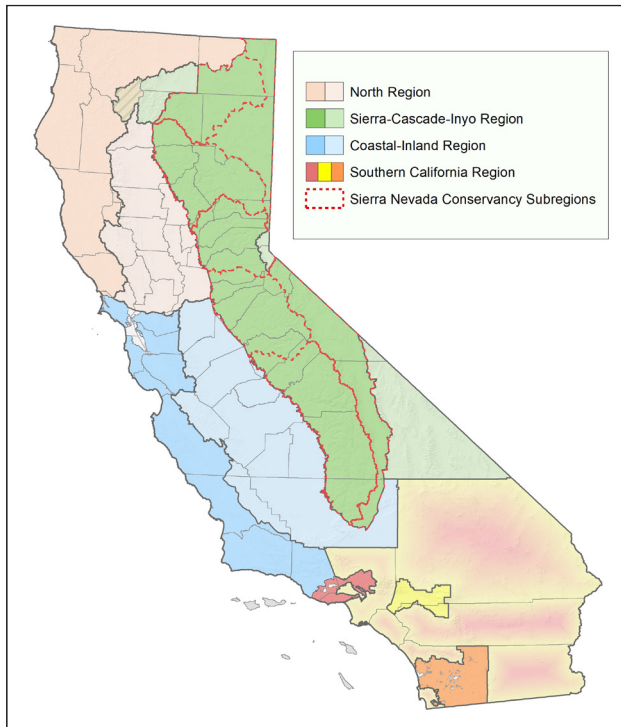 North Region
Sierra-Cascade-Inyo Region
Coastal-Inland Region
Southern California Region
Sierra Nevada Conservancy Subregions